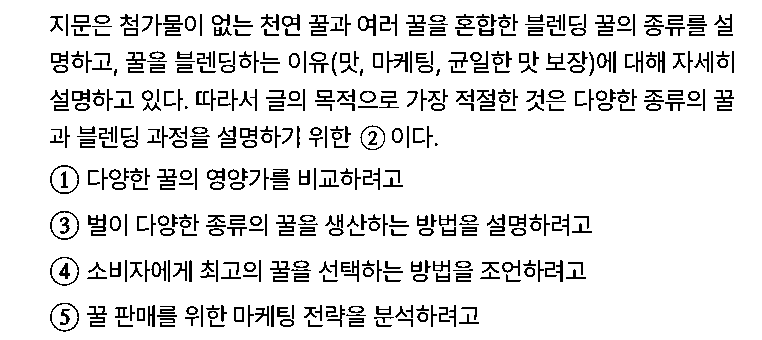 지문은 첨가물이 없는 천연 꿀과 여러 꿀을 혼합한 블렌딩 꿀의 종류를 설
명하고, 꿀을 블렌딩하는 이유(맛, 마케팅, 균일한 맛 보장)에 대해 자세히
설명하고 있다. 따라서 글의 목적으로 가장 적절한 것은 다양한 종류의 꿀
과 블렌딩 과정을 설명하기 위한 ②이다.
① 다양한 꿀의 영양가를 비교하려고
③ 벌이 다양한 종류의 꿀을 생산하는 방법을 설명하려고
④ 소비자에게 최고의 꿀을 선택하는 방법을 조언하려고
⑤ 꿀 판매를 위한 마케팅 전략을 분석하려고